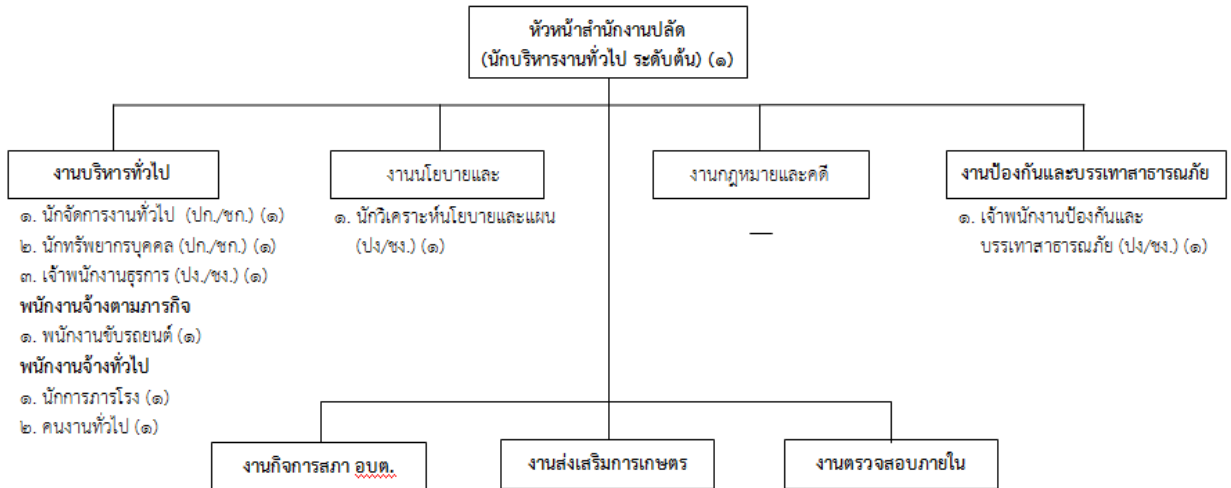 หัวหน้าสำนักงานปลัด
(นักบริหารงานทั่วไป ระดับต้น) (๑)
งานบริหารทั่วไป
๑. นักจัดการงานทั่วไป (ปก./ชก.) (๑)
๒. นักทรัพยากรบุคคล (ปก./ชก.) (๑)
๓. เจ้าพนักงานธุรการ (ปง./ชง.) (๑)
พนักงานจ้างตามภารกิจ
๑. พนักงานขับรถยนต์ (๑)
พนักงานจ้างทั่วไป
๑. นักการภารโรง (๑)
๒. คนงานทั่วไป (๑)
งานนโยบายและ
๑. นักวิเคราะห์นโยบายและแผน
(ปง/ชง.) (๑)
งานกฎหมายและคดี
—
งานป้องกันและบรรเทาสาธารณภัย
๑. เจ้าพนักงานป้องกันและ
บรรเทาสาธารณภัย (ปง/ชง.) (๑)
งานกิจการสภา อบต.
งานส่งเสริมการเกษตร
งานตรวจสอบภายใน